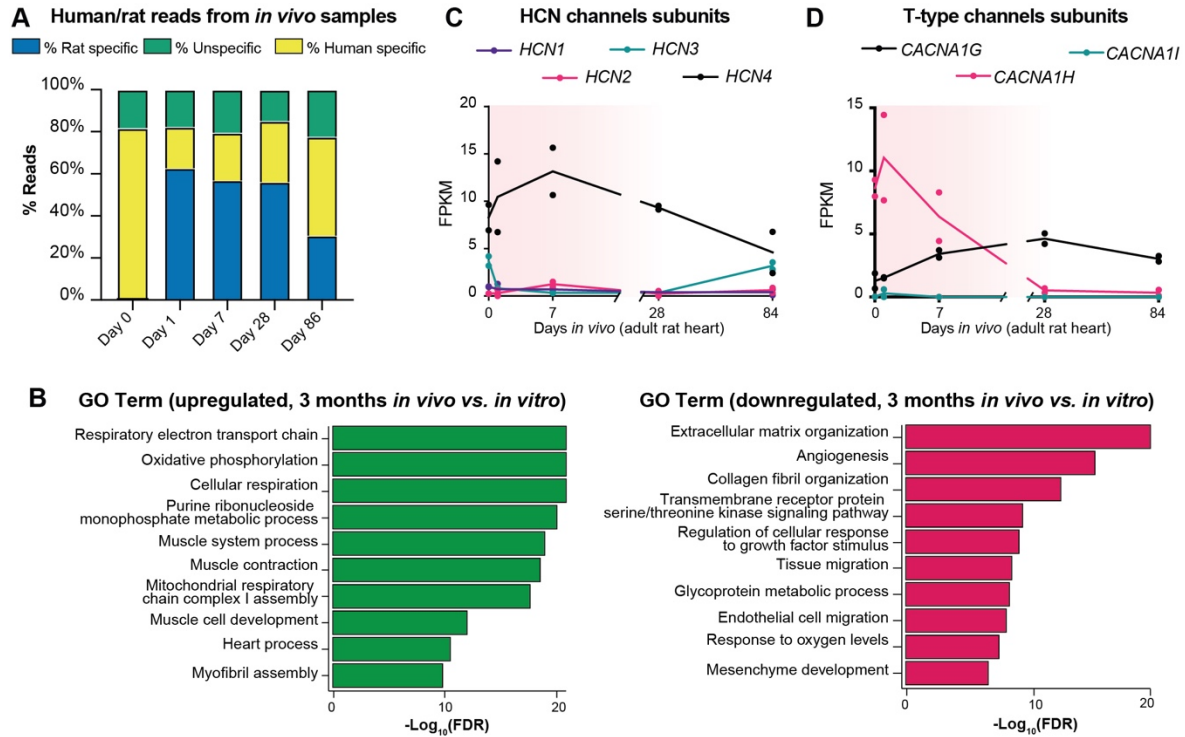 A Human/rat reads from in vivo samples
% Rat specific % Unspecific % Human specific
% Reads
100%
80%
60%
40%
20%
0%
Day 0 Day 1 Day 7 Day 28 Day 86
C HCN channels subunits
HCN1 HCN3
HCN2 HCN4
FPKM
20
15
10
5
0
0 7 28 84
Days in vivo (adult rat heart)
D T-type channels subunits
CACNA1G CACNA1I
CACNA1H
FPKM
15
10
5
0
0 7 28 84
Days in vivo (adult rat heart)
B GO Term (upregulated, 3 months in vivo vs. in vitro)
Respiratory electron transport chain
Oxidative phosphorylation
Cellular respiration
Purine ribonucleoside
monophosphate metabolic process
Muscle system process
Muscle contraction
Mitochondrial respiratory
chain complex I assembly
Muscle cell development
Heart process
Myofibril assembly
0 10 20
-Log10(FDR)
GO Term (downregulated, 3 months in vivo vs. in vitro)
Extracellular matrix organization
Angiogenesis
Collagen fibril organization
Transmembrane receptor protein
serine/threonine kinase signaling pathway
Regulation of cellular response
to growth factor stimulus
Tissue migration
Glycoprotein metabolic process
Endothelial cell migration
Response to oxygen levels
Mesenchyme development
0 10 20
-Log10(FDR)